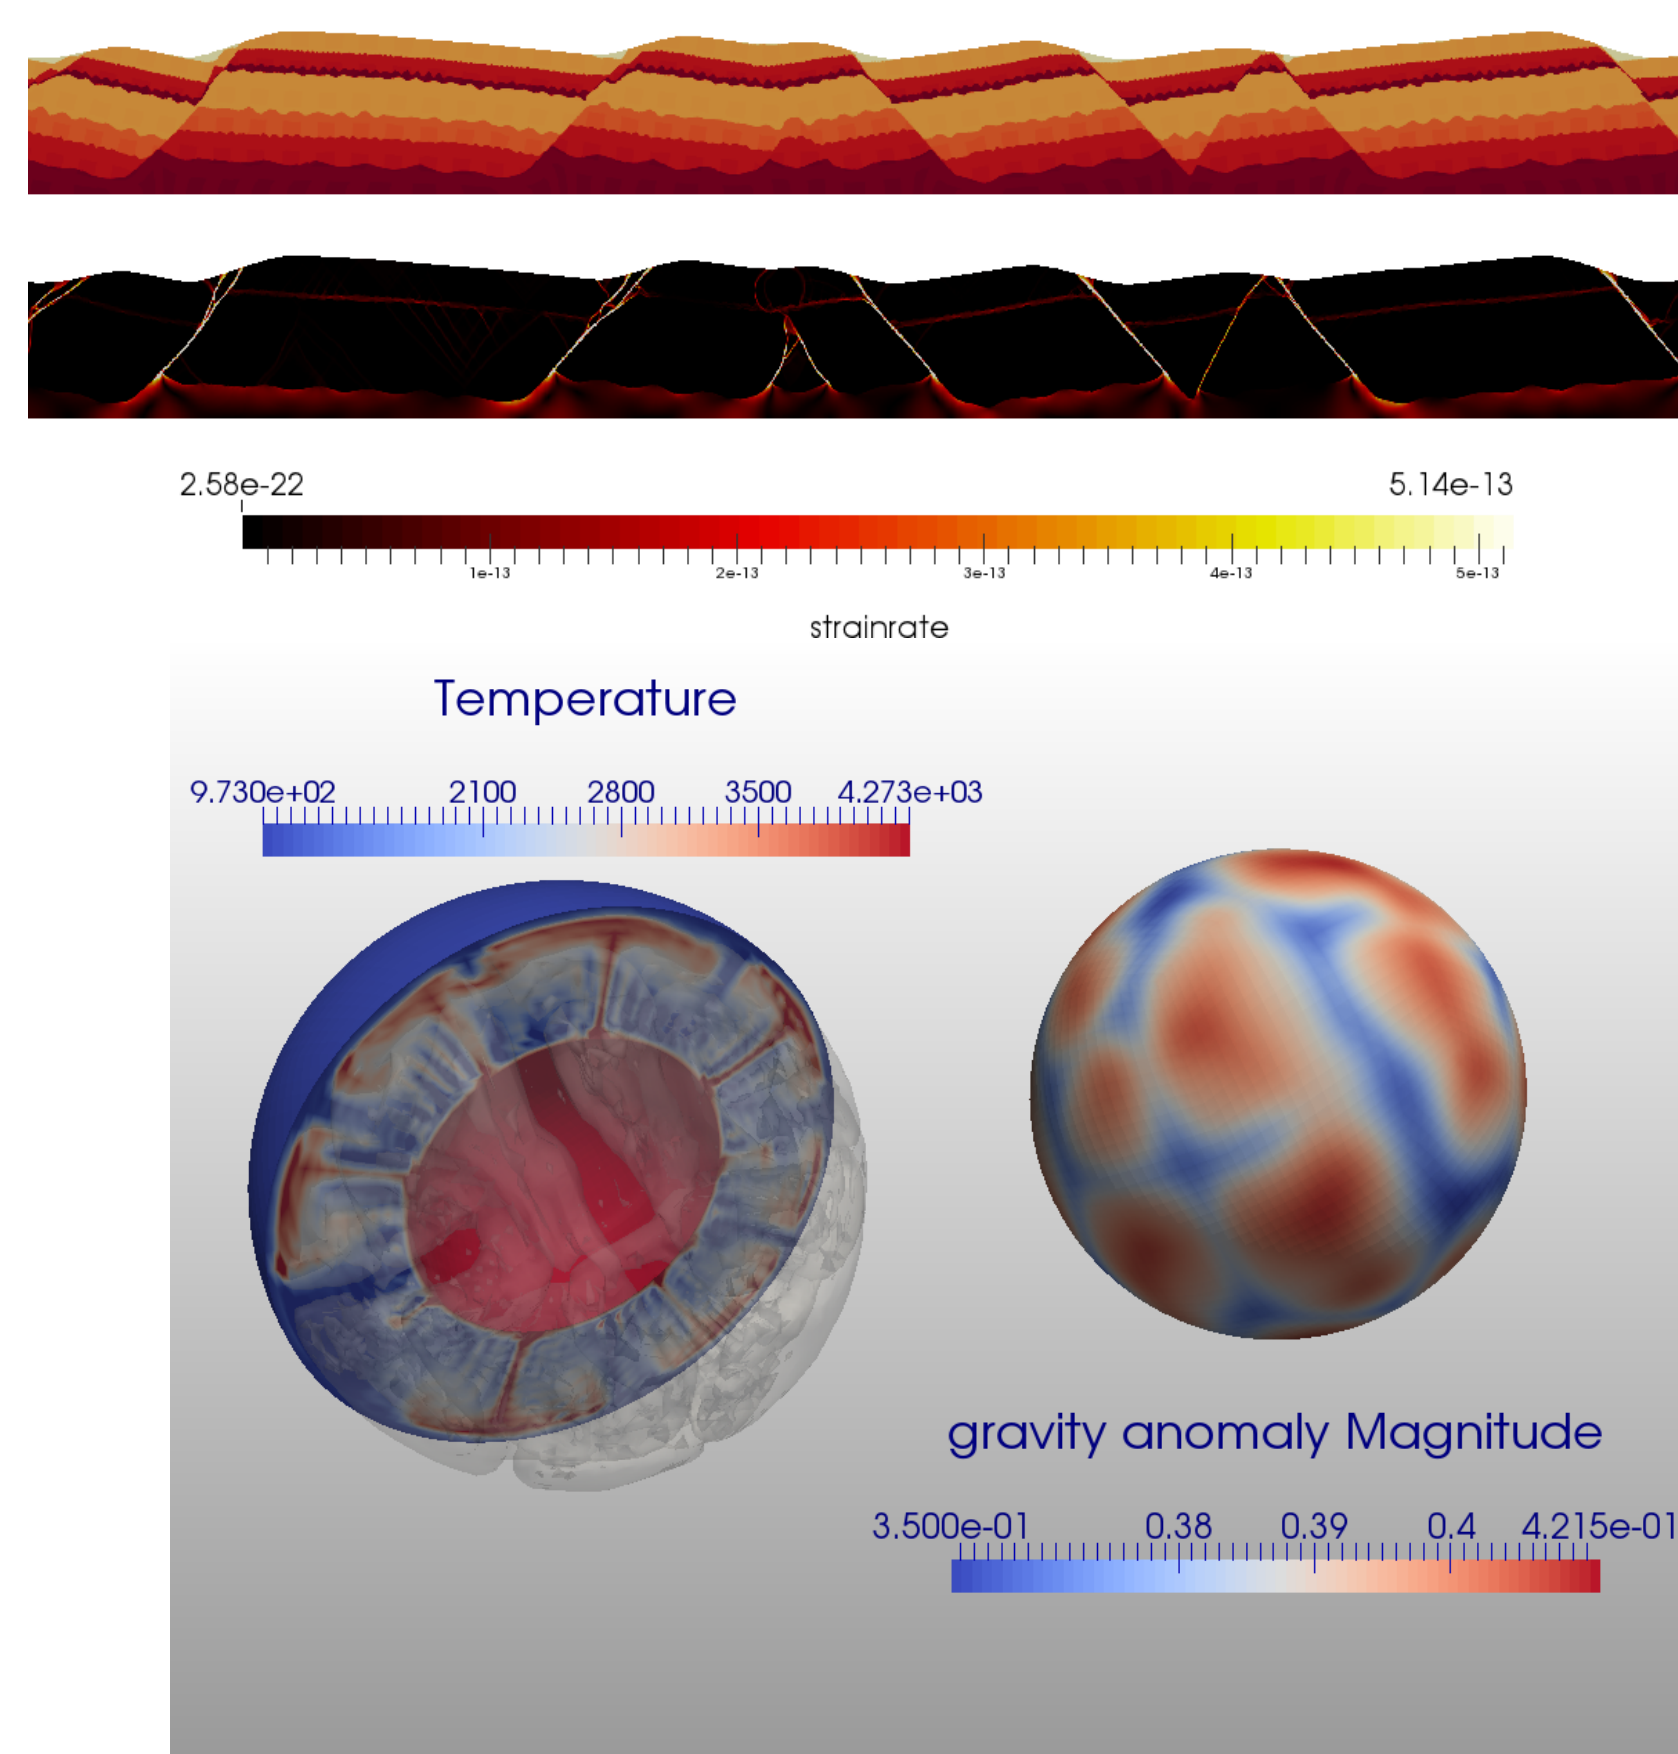 2.58e-22 5.14e-13
1e-13 2e-13 3e-13 4e-13 5e-13
strainrate
Temperature
9.730e+02 2100 2800 3500 4.273e+03
gravity anomaly Magnitude
3.500e-01 0.38 0.39 0.4 4.215e-01